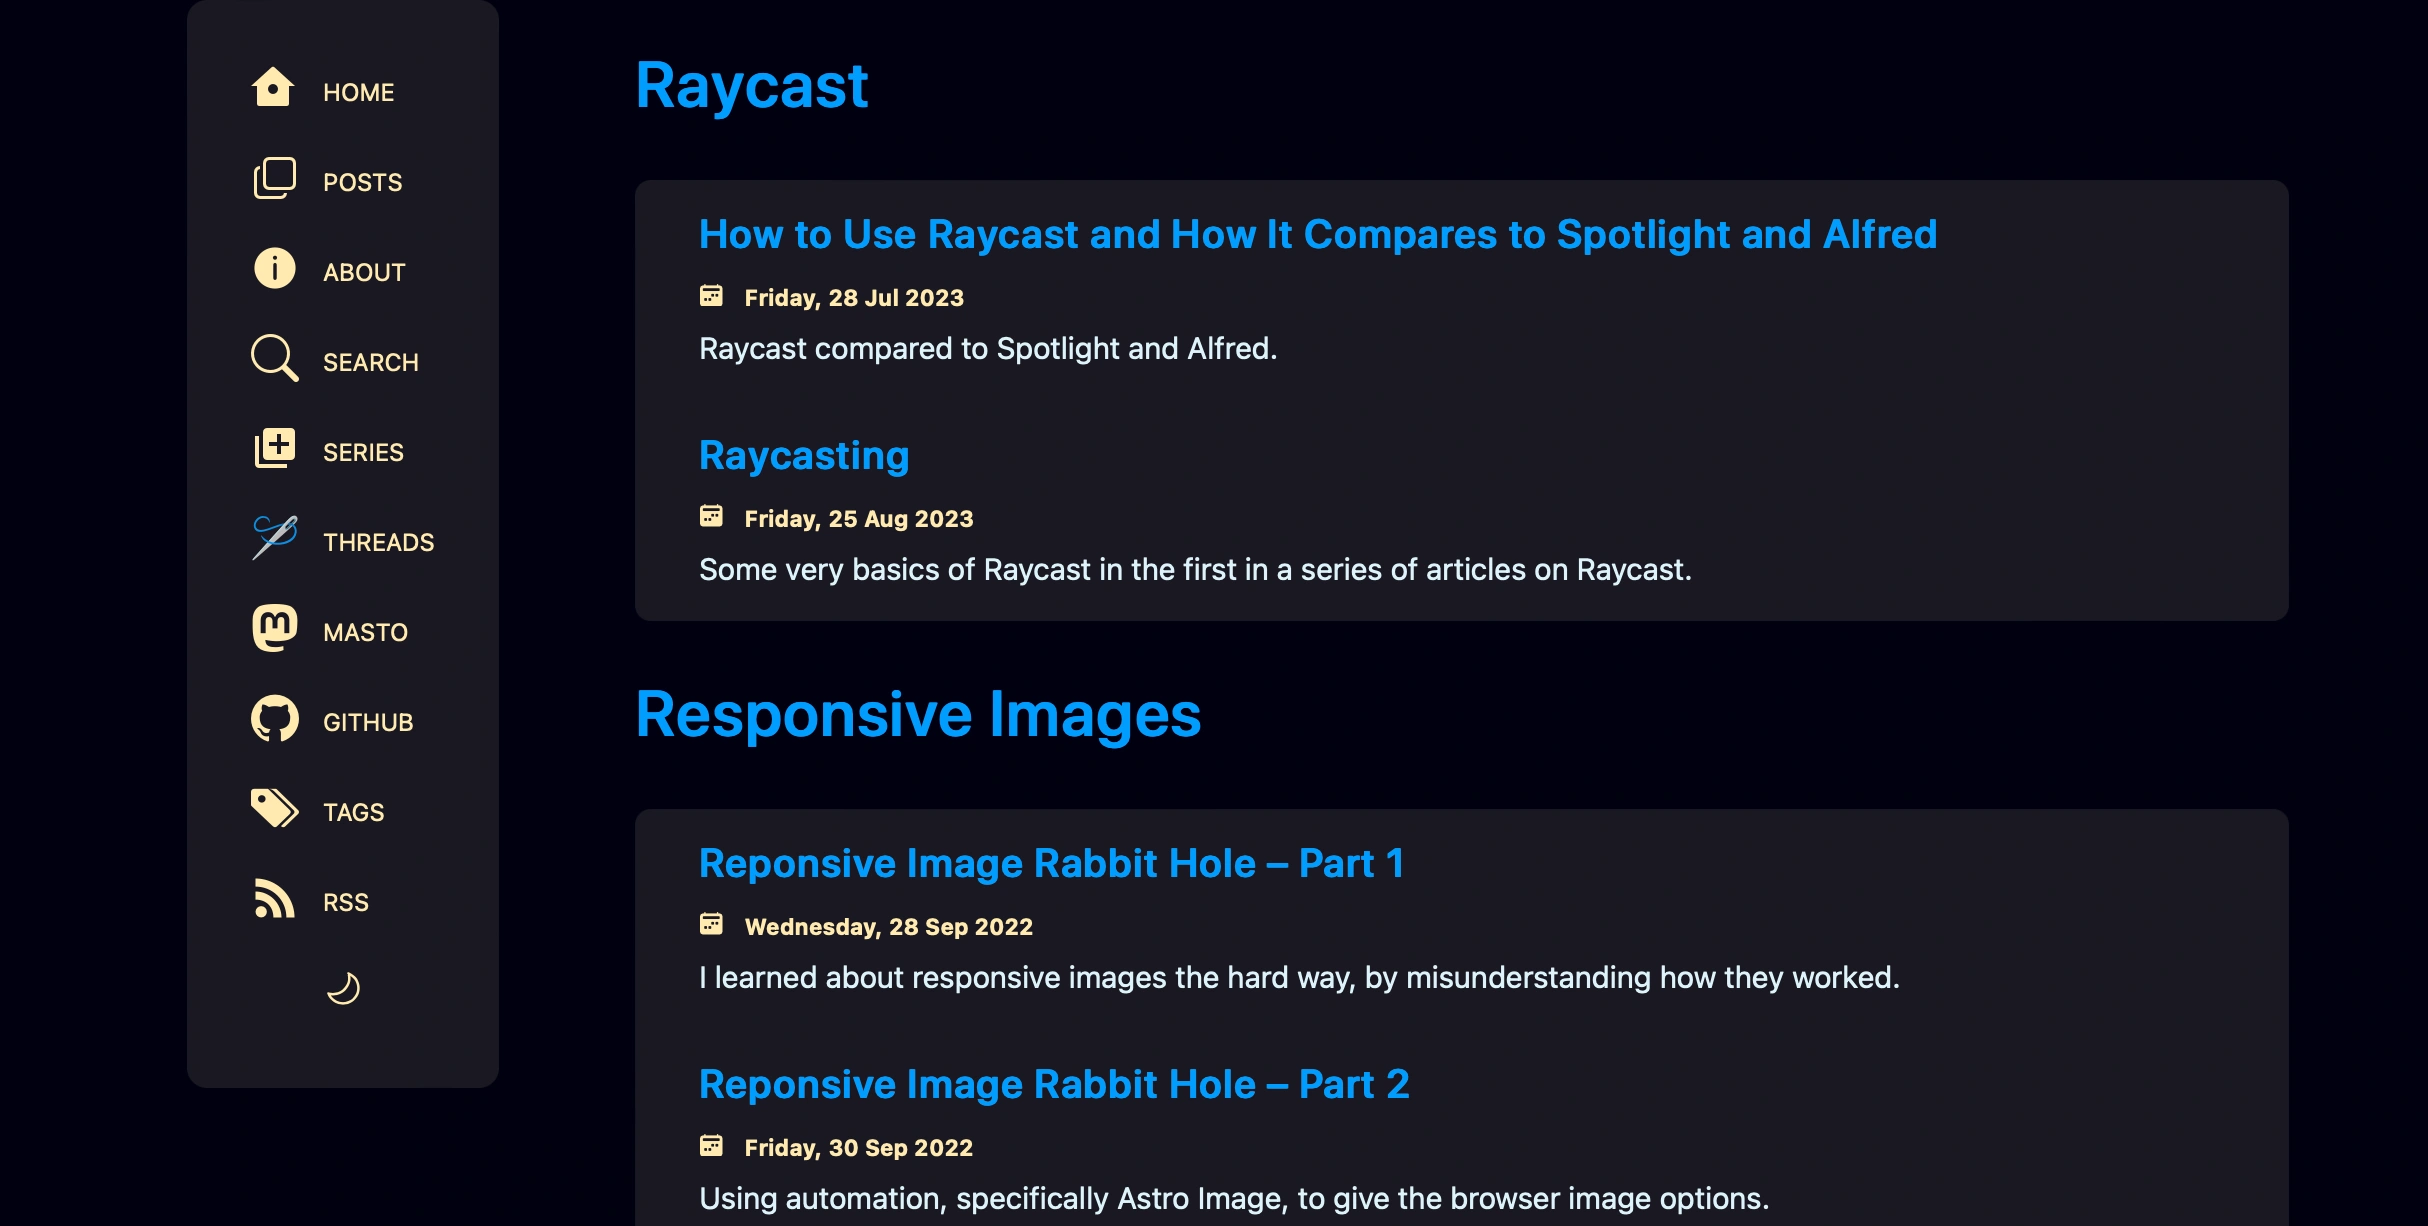 HOME
POSTS
ABOUT
SEARCH
SERIES
THREADS
MASTO
GITHUB
TAGS
RSS
Raycast
How to Use Raycast and How It Compares to Spotlight and Alfred
Friday, 28 Jul 2023
Raycast compared to Spotlight and Alfred.
Raycasting
Friday, 25 Aug 2023
Some very basics of Raycast in the first in a series of articles on Raycast.
Responsive Images
Reponsive Image Rabbit Hole – Part 1
Wednesday, 28 Sep 2022
I learned about responsive images the hard way, by misunderstanding how they worked.
Reponsive Image Rabbit Hole – Part 2
Friday, 30 Sep 2022
Using automation, specifically Astro Image, to give the browser image options.